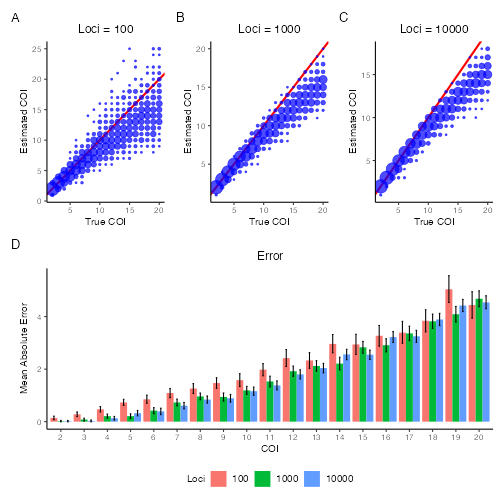 A
B
C
Loci = 100
Loci = 1000
Loci = 10000
Estimated COI
25
20
15
10
5
0
5
10
15
20
True COI
Estimated COI
20
15
10
5
5
10
15
20
True COI
Estimated COI
15
10
5
5
10
15
20
True COI
D
Error
Mean Absolute Error
4
2
0
2 3 4 5 6 7 8 9 10 11 12 13 14 15 16 17 18 19 20
COI
Loci 100 1000 10000